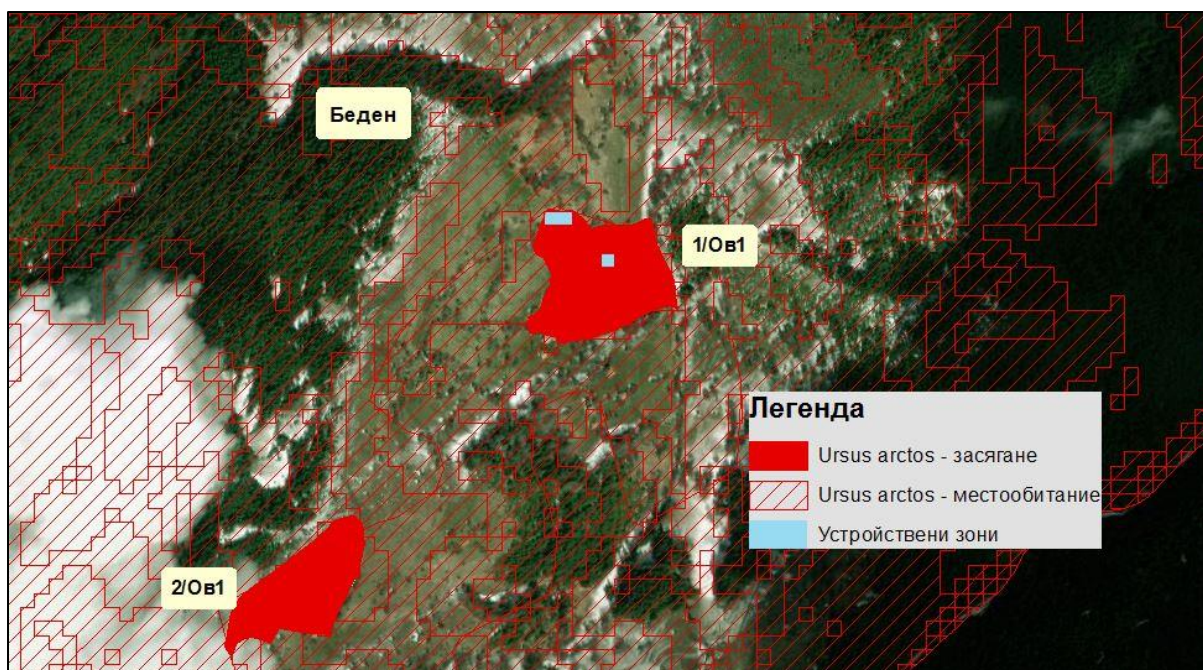 Беден
1/Ов1
Легенда
Ursus arctos - засягане
Ursus arctos - местообитание
Устройствени зони
2/Ов1